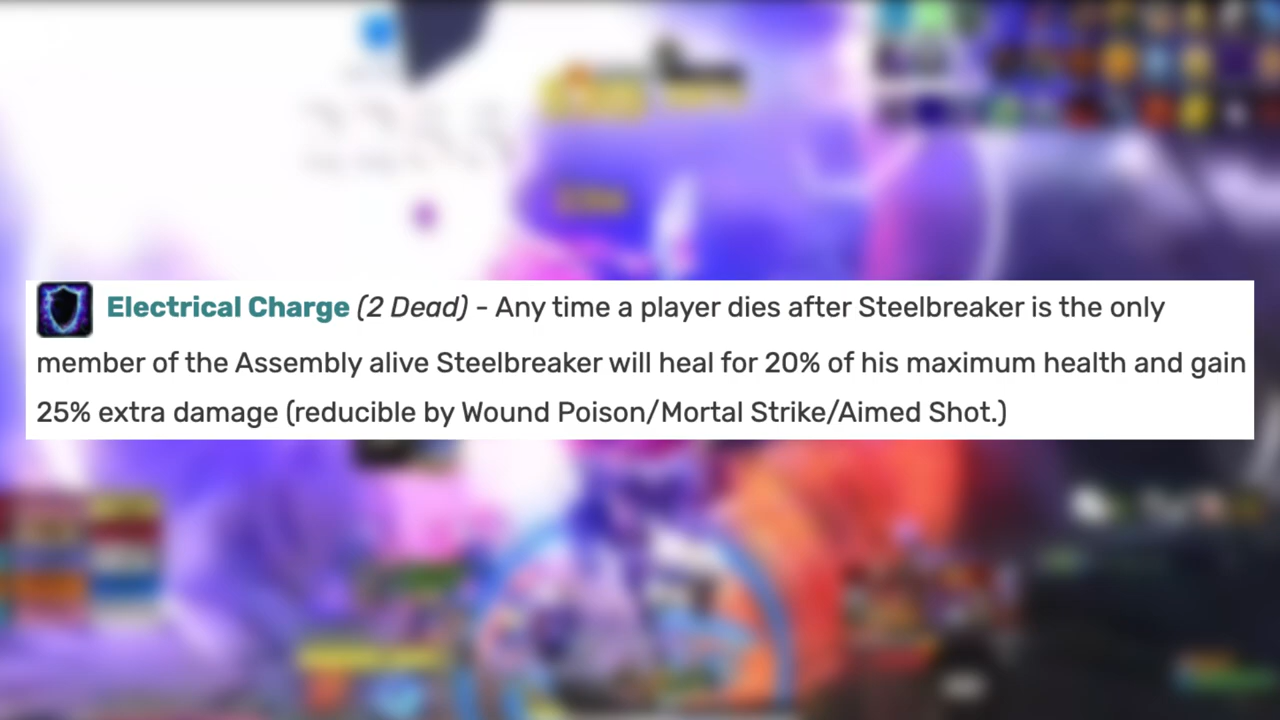 Electrical Charge (2 Dead) - Any time a player dies after Steelbreaker is the only
member of the Assembly alive Steelbreaker will heal for 20% of his maximum health and gain
25% extra damage (reducible by Wound Poison/Mortal Strike/Aimed Shot.)